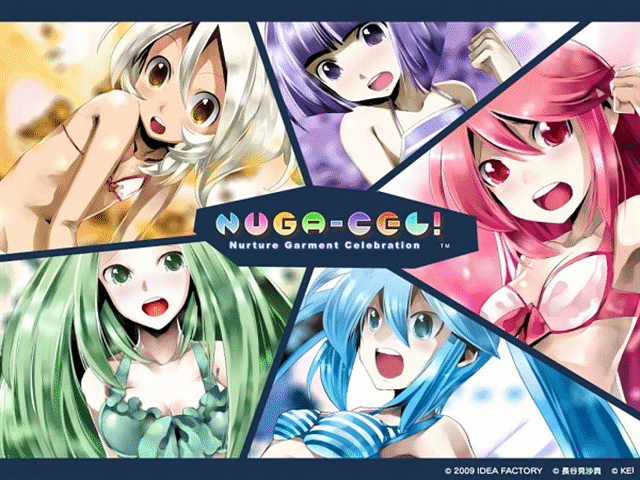 NUGA-CEL!
Nurture Garment Celebration ™
© 2009 IDEA FACTORY © 長谷見沙貴 © KEI